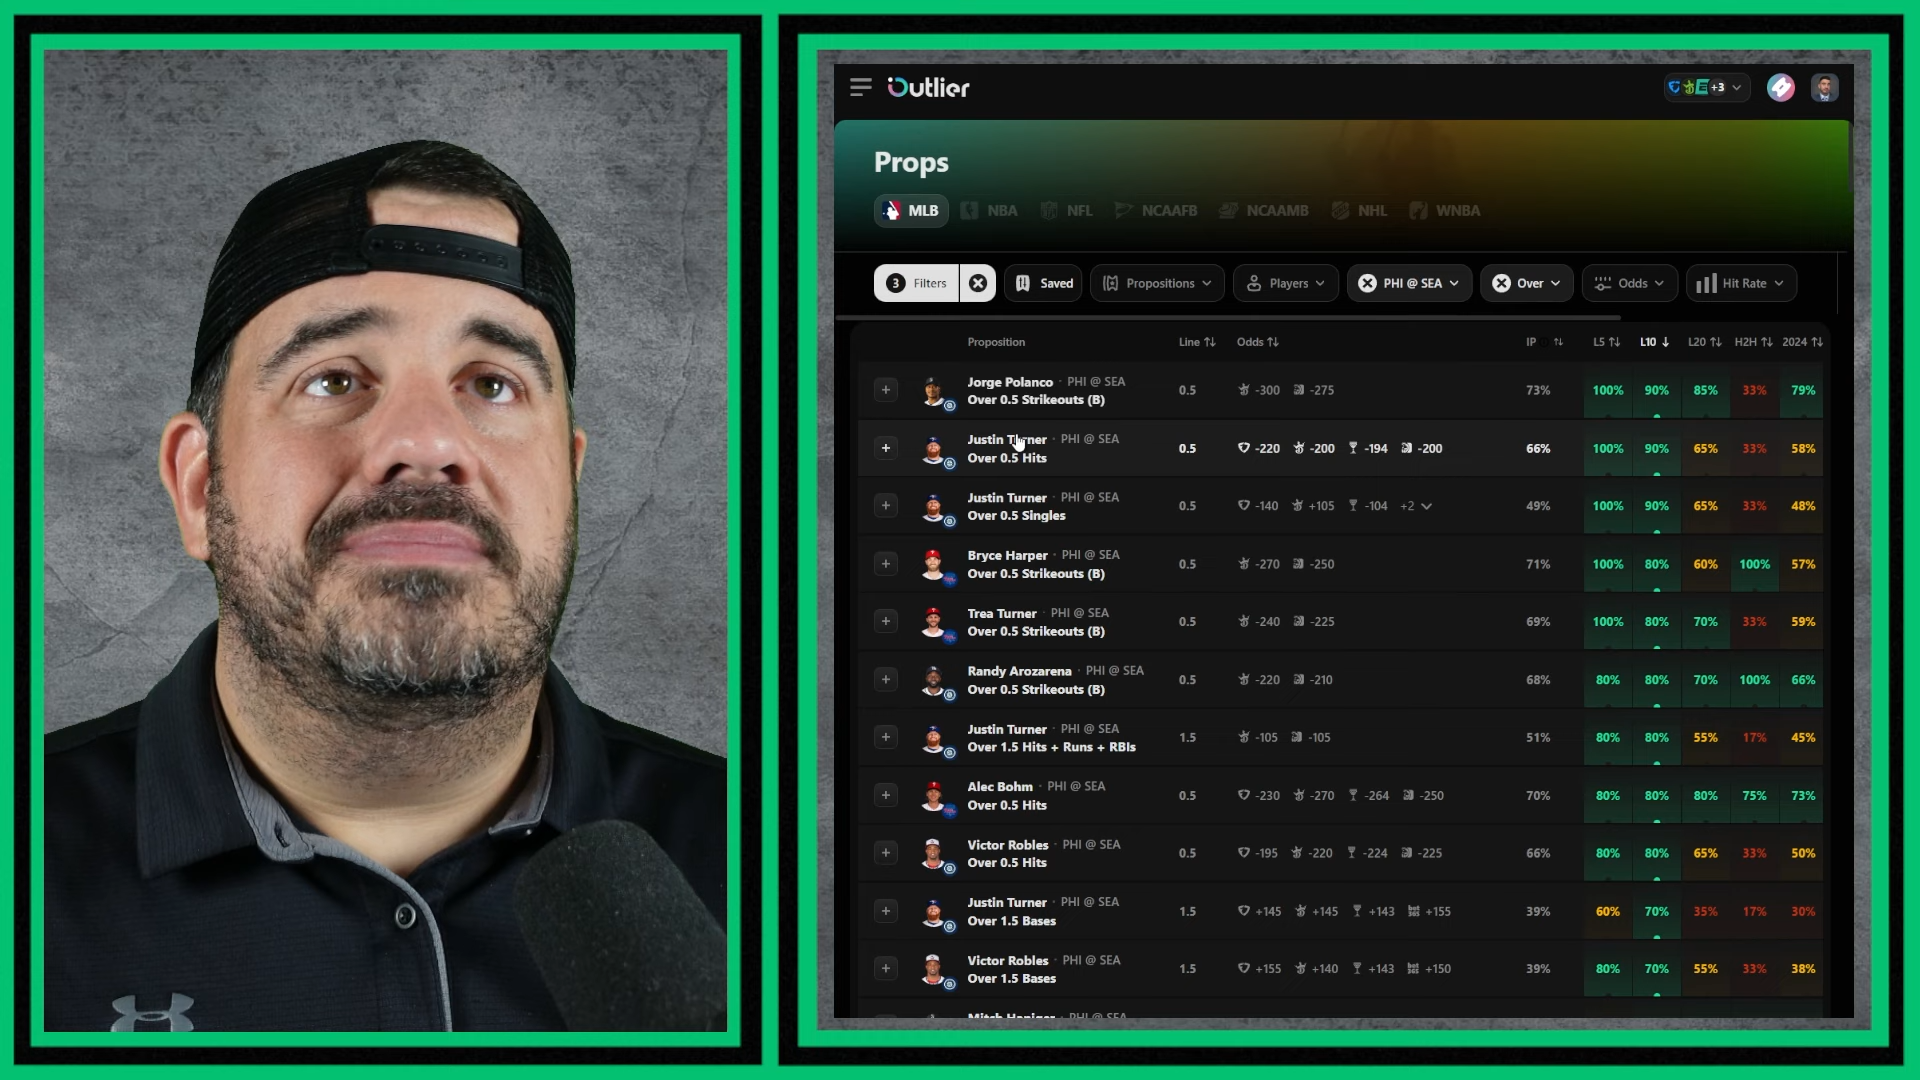 Outlier
+3
Props
MLB NBA NFL NCAAFB NCAAMB NHL WNBA
3 Filters Saved Propositions Players PHI @ SEA Over Odds Hit Rate
Proposition Line Odds IP L5 L10 L20 H2H 2024
Jorge Polanco · PHI @ SEA
Over 0.5 Strikeouts (B) 0.5 -300 -275 73% 100% 90% 85% 33% 79%
Justin Turner · PHI @ SEA
Over 0.5 Hits 0.5 -220 -200 -194 -200 66% 100% 90% 65% 33% 58%
Justin Turner · PHI @ SEA
Over 0.5 Singles 0.5 -140 +105 -104 +2 49% 100% 90% 65% 33% 48%
Bryce Harper · PHI @ SEA
Over 0.5 Strikeouts (B) 0.5 -270 -250 71% 100% 80% 60% 100% 57%
Trea Turner · PHI @ SEA
Over 0.5 Strikeouts (B) 0.5 -240 -225 69% 100% 80% 70% 33% 59%
Randy Arozarena · PHI @ SEA
Over 0.5 Strikeouts (B) 0.5 -220 -210 68% 80% 80% 70% 100% 66%
Justin Turner · PHI @ SEA
Over 1.5 Hits + Runs + RBIs 1.5 -105 -105 51% 80% 80% 55% 17% 45%
Alec Bohm · PHI @ SEA
Over 0.5 Hits 0.5 -230 -270 -264 -250 70% 80% 80% 80% 75% 73%
Victor Robles · PHI @ SEA
Over 0.5 Hits 0.5 -195 -220 -224 -225 66% 80% 80% 65% 33% 50%
Justin Turner · PHI @ SEA
Over 1.5 Bases 1.5 +145 +145 +143 +155 39% 60% 70% 35% 17% 30%
Victor Robles · PHI @ SEA
Over 1.5 Bases 1.5 +155 +140 +143 +150 39% 80% 70% 55% 33% 38%
Mitch Haniger · PHI @ SEA